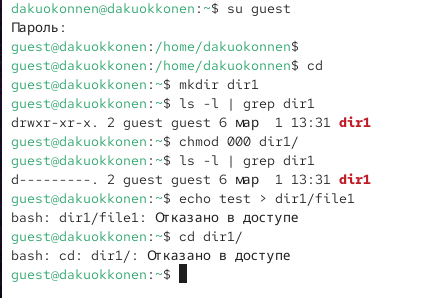 dakuokonnen@dakuokkonen:~$ su guest
Пароль:
guest@dakuokkonen:/home/dakuokonnen$
guest@dakuokkonen:/home/dakuokonnen$ cd
guest@dakuokkonen:~$ mkdir dir1
guest@dakuokkonen:~$ ls -l | grep dir1
drwxr-xr-x. 2 guest guest 6 мар  1 13:31 dir1
guest@dakuokkonen:~$ chmod 000 dir1/
guest@dakuokkonen:~$ ls -l | grep dir1
d---------. 2 guest guest 6 мар  1 13:31 dir1
guest@dakuokkonen:~$ echo test > dir1/file1
bash: dir1/file1: Отказано в доступе
guest@dakuokkonen:~$ cd dir1/
bash: cd: dir1/: Отказано в доступе
guest@dakuokkonen:~$